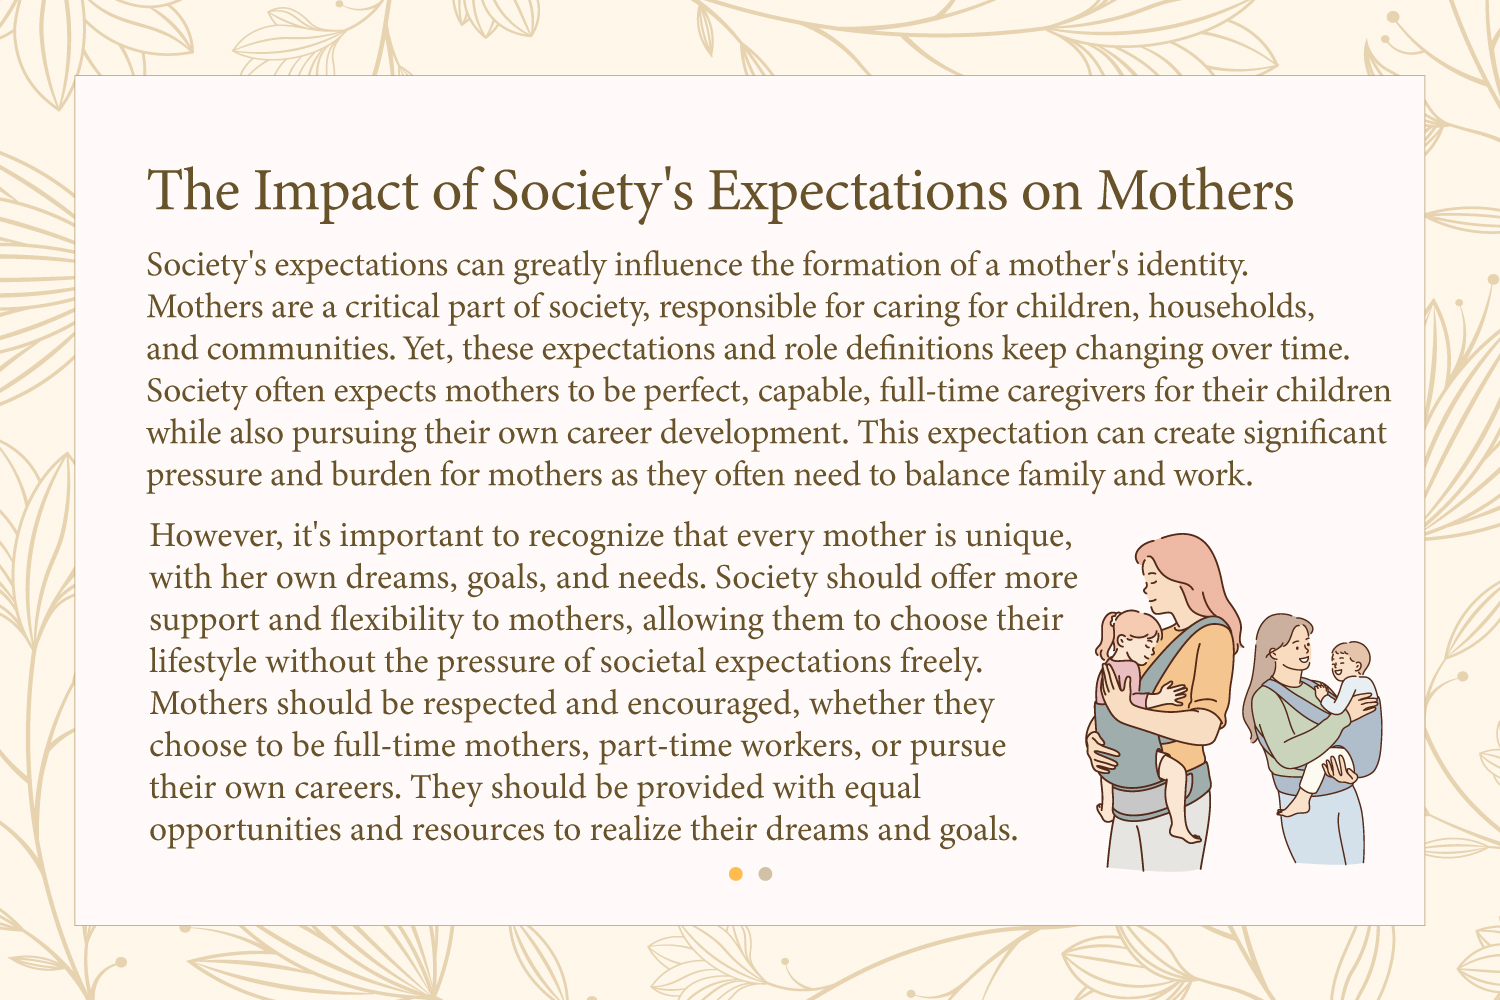 The Impact of Society's Expectations on Mothers
Society's expectations can greatly influence the formation of a mother's identity.
Mothers are a critical part of society, responsible for caring for children, households,
and communities. Yet, these expectations and role definitions keep changing over time.
Society often expects mothers to be perfect, capable, full-time caregivers for their children
while also pursuing their own career development. This expectation can create significant
pressure and burden for mothers as they often need to balance family and work.
However, it's important to recognize that every mother is unique,
with her own dreams, goals, and needs. Society should offer more
support and flexibility to mothers, allowing them to choose their
lifestyle without the pressure of societal expectations freely.
Mothers should be respected and encouraged, whether they
choose to be full-time mothers, part-time workers, or pursue
their own careers. They should be provided with equal
opportunities and resources to realize their dreams and goals.